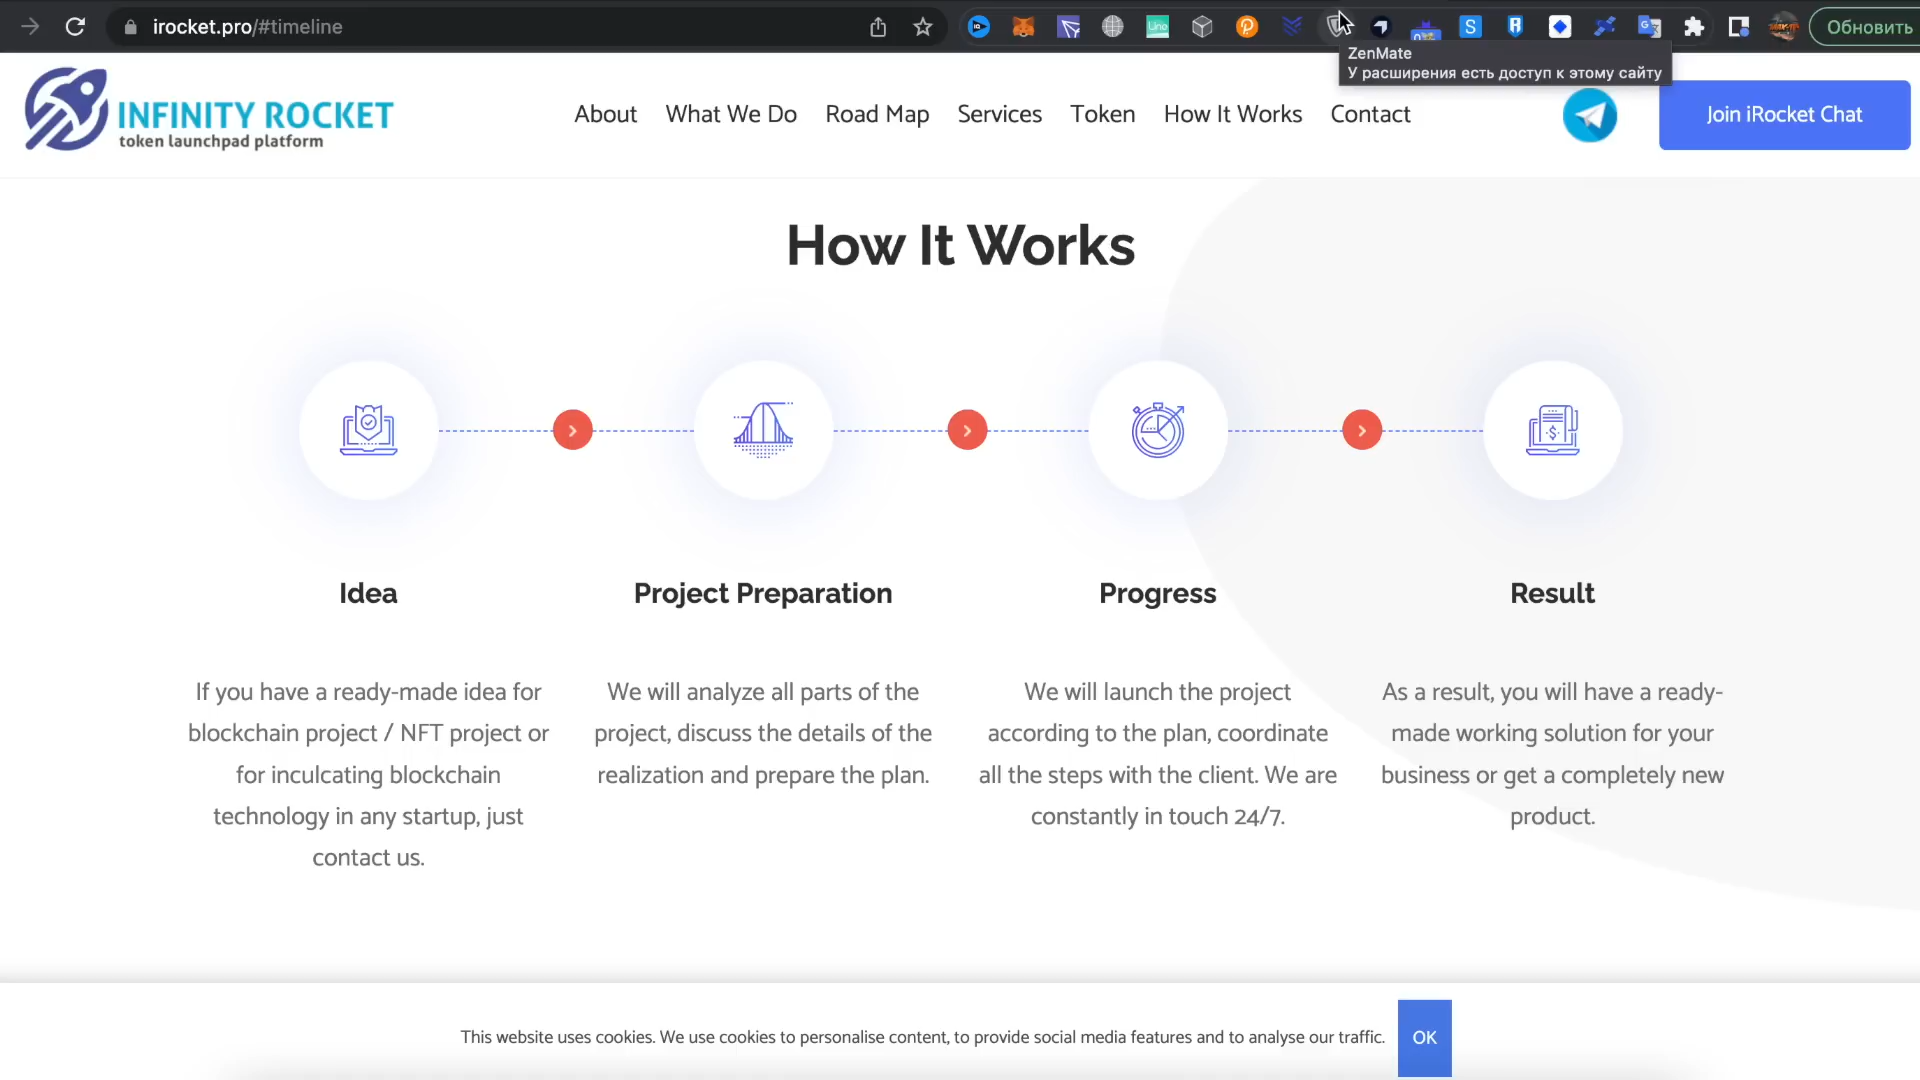 irocket.pro/#timeline
Обновить
ZenMate
У расширения есть доступ к этому сайту
INFINITY ROCKET
token launchpad platform
About
What We Do
Road Map
Services
Token
How It Works
Contact
Join iRocket Chat
How It Works
Idea
If you have a ready-made idea for
blockchain project / NFT project or
for inculcating blockchain
technology in any startup, just
contact us.
Project Preparation
We will analyze all parts of the
project, discuss the details of the
realization and prepare the plan.
Progress
We will launch the project
according to the plan, coordinate
all the steps with the client. We are
constantly in touch 24/7.
Result
As a result, you will have a ready-
made working solution for your
business or get a completely new
product.
This website uses cookies. We use cookies to personalise content, to provide social media features and to analyse our traffic.
OK